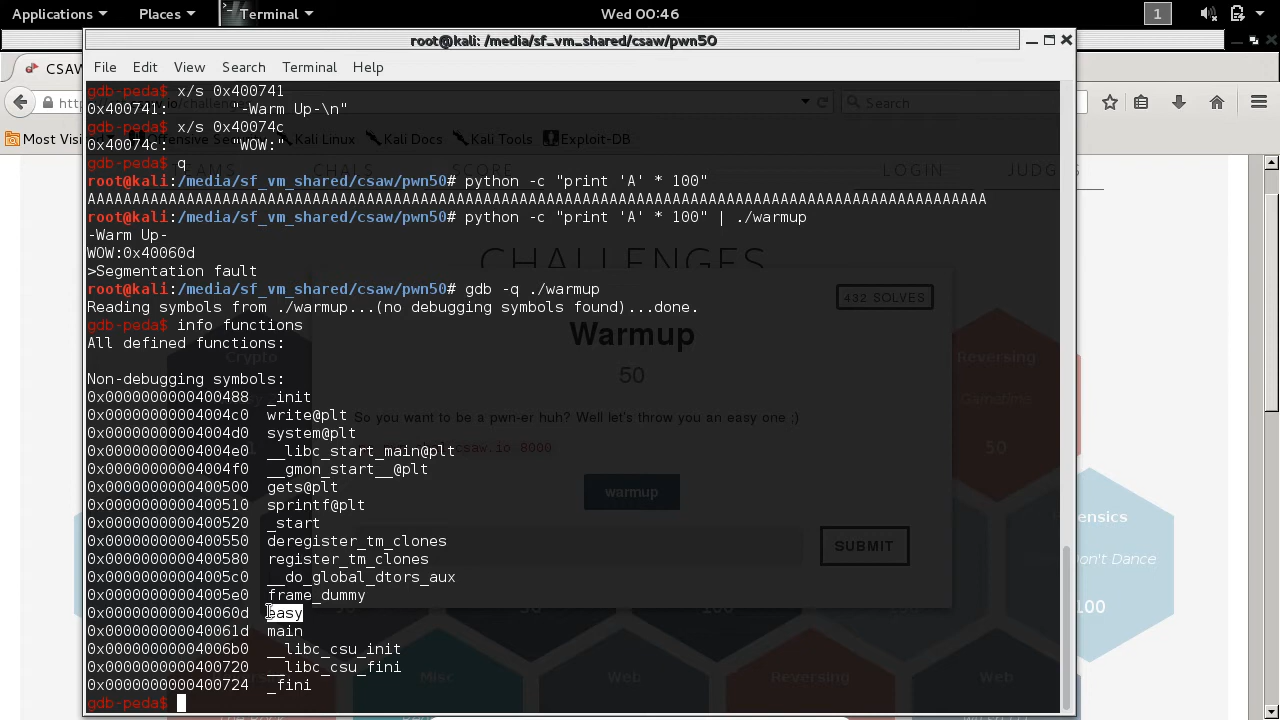 Applications
Places
Terminal
Wed 00:46
1
root@kali: /media/sf_vm_shared/csaw/pwn50
File Edit View Search Terminal Help
gdb-peda$ x/s 0x400741
0x400741: "-Warm Up-\n"
gdb-peda$ x/s 0x40074c
0x40074c: "WOW:"
gdb-peda$ q
root@kali:/media/sf_vm_shared/csaw/pwn50# python -c "print 'A' * 100"
AAAAAAAAAAAAAAAAAAAAAAAAAAAAAAAAAAAAAAAAAAAAAAAAAAAAAAAAAAAAAAAAAAAAAAAAAAAAAAAAAAAAAAAAAAAAAAAAAAAA
root@kali:/media/sf_vm_shared/csaw/pwn50# python -c "print 'A' * 100" | ./warmup
-Warm Up-
WOW:0x40060d
>Segmentation fault
root@kali:/media/sf_vm_shared/csaw/pwn50# gdb -q ./warmup
Reading symbols from ./warmup...(no debugging symbols found)...done.
gdb-peda$ info functions
All defined functions:
Non-debugging symbols:
0x0000000000400488 _init
0x00000000004004c0 write@plt
0x00000000004004d0 system@plt
0x00000000004004e0 __libc_start_main@plt
0x00000000004004f0 __gmon_start__@plt
0x0000000000400500 gets@plt
0x0000000000400510 sprintf@plt
0x0000000000400520 _start
0x0000000000400550 deregister_tm_clones
0x0000000000400580 register_tm_clones
0x00000000004005c0 __do_global_dtors_aux
0x00000000004005e0 frame_dummy
0x000000000040060d easy
0x000000000040061d main
0x00000000004006b0 __libc_csu_init
0x0000000000400720 __libc_csu_fini
0x0000000000400724 _fini
gdb-peda$
CSAW
Search
Most Visi
Offensive Sec
Kali Linux
Kali Docs
Kali Tools
Exploit-DB
TEAMS
CHALS
LOGIN
JUDGES
CHALLENGES
432 SOLVES
Warmup
50
So you want to be a pwn-er huh? Well let's throw you an easy one ;)
csaw.io 8000
warmup
SUBMIT
Crypto
Reversing
Gametime
50
ensics
n't Dance
100
Misc
Web
Reversing
Web